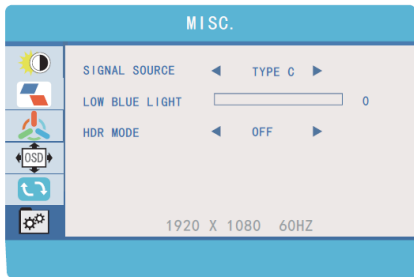 MISC.
SIGNAL SOURCE ◀ TYPE C ▶
LOW BLUE LIGHT 0
HDR MODE ◀ OFF ▶
OSD
1920 X 1080 60HZ